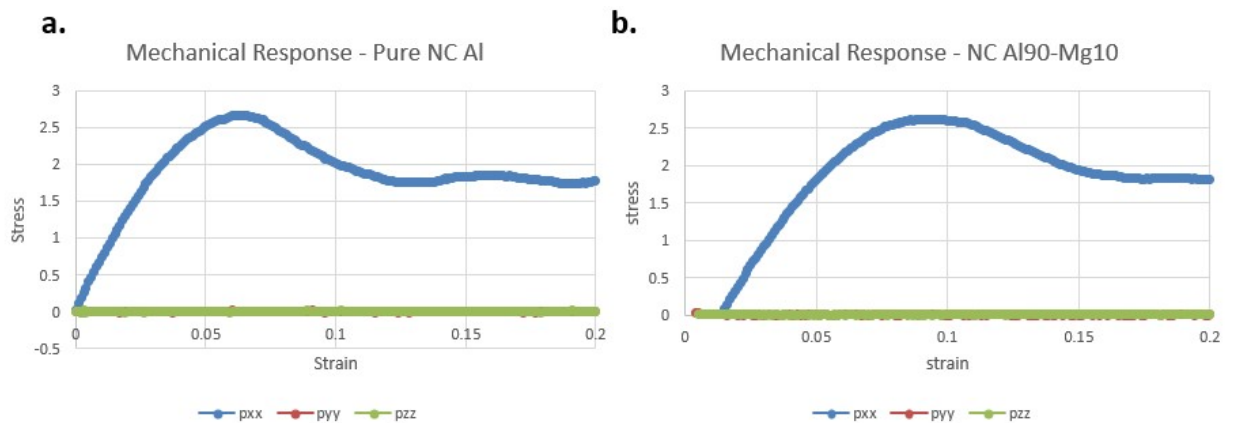 a.
Mechanical Response - Pure NC Al
3
2.5
2
1.5
1
0.5
0
-0.5
Stress
0
0.05
0.1
0.15
0.2
Strain
pxx pyy pzz
b.
Mechanical Response - NC Al90-Mg10
3
2.5
2
1.5
1
0.5
0
stress
0
0.05
0.1
0.15
0.2
strain
pxx pyy pzz